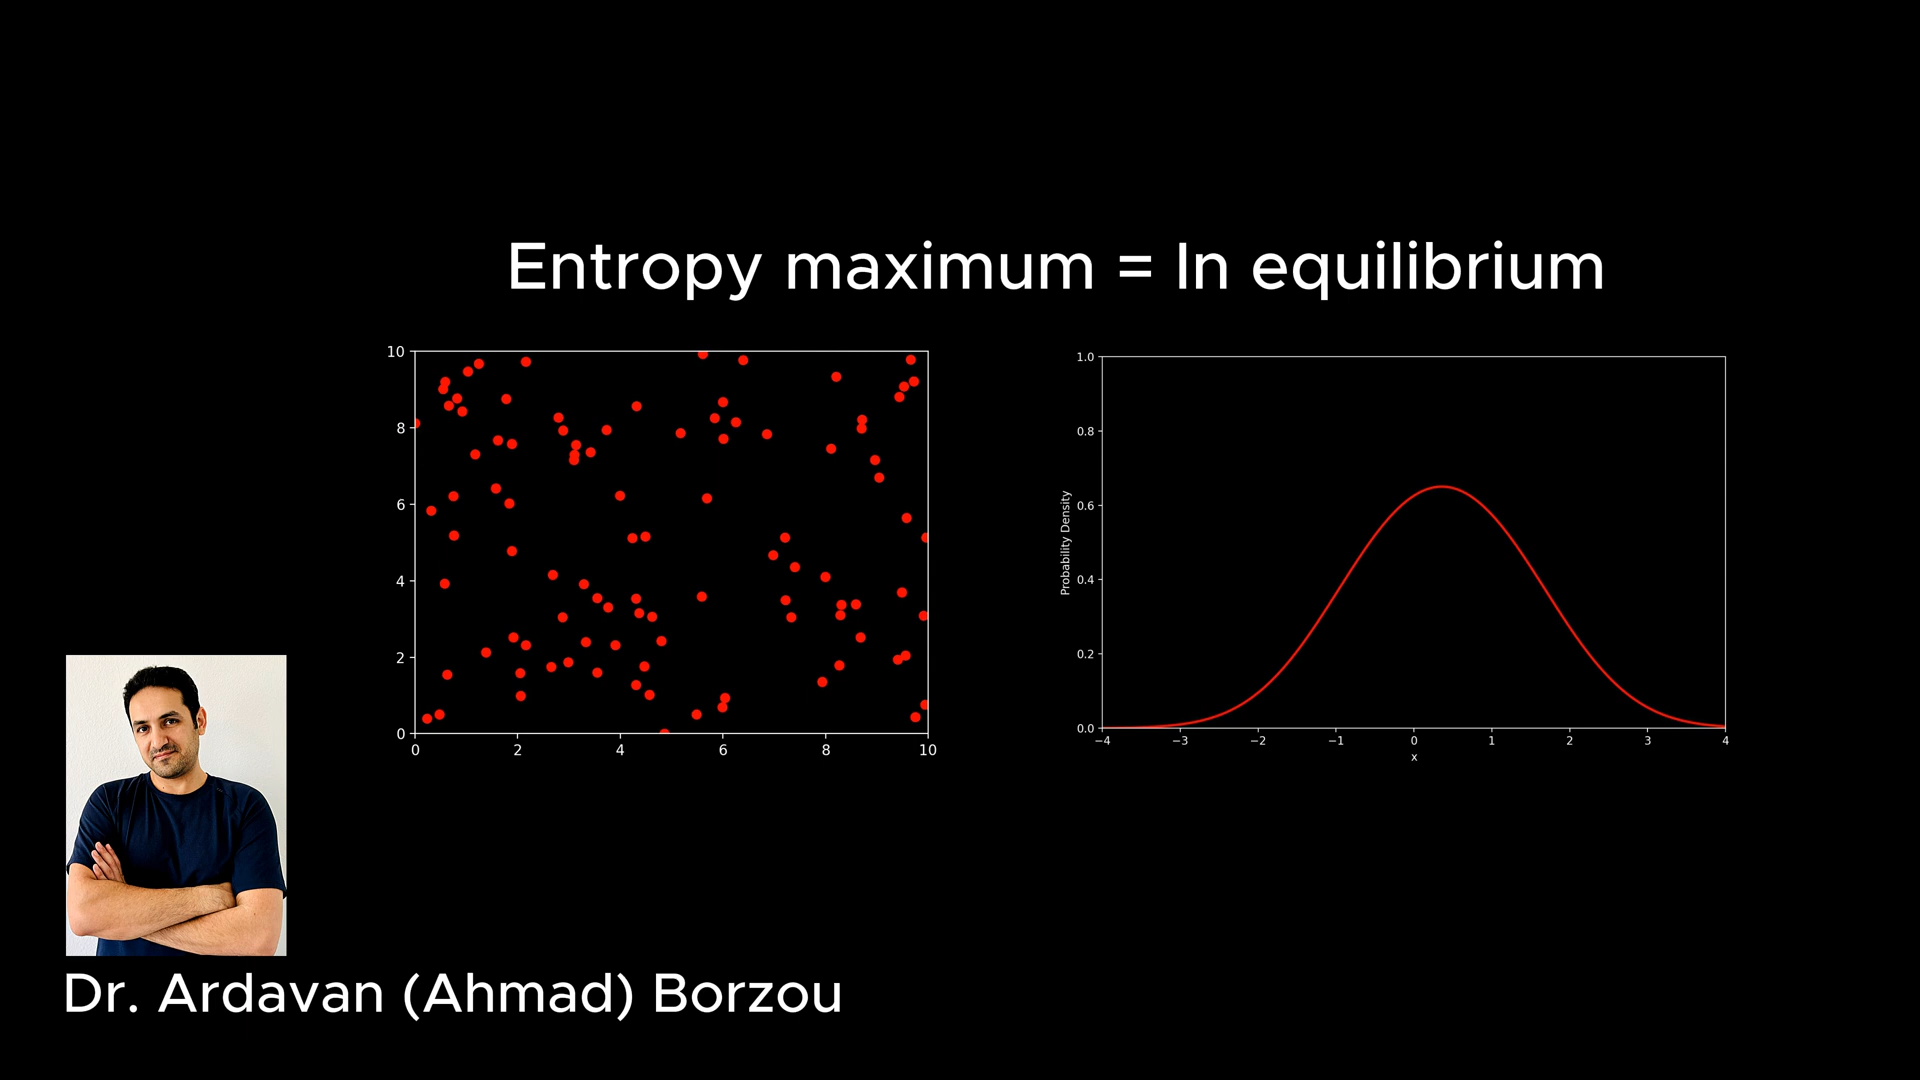 Entropy maximum = In equilibrium
10
8
6
4
2
0
0 2 4 6 8 10
1.0
0.8
0.6
0.4
0.2
0.0
Probability Density
−4 −3 −2 −1 0 1 2 3 4
x
Dr. Ardavan (Ahmad) Borzou